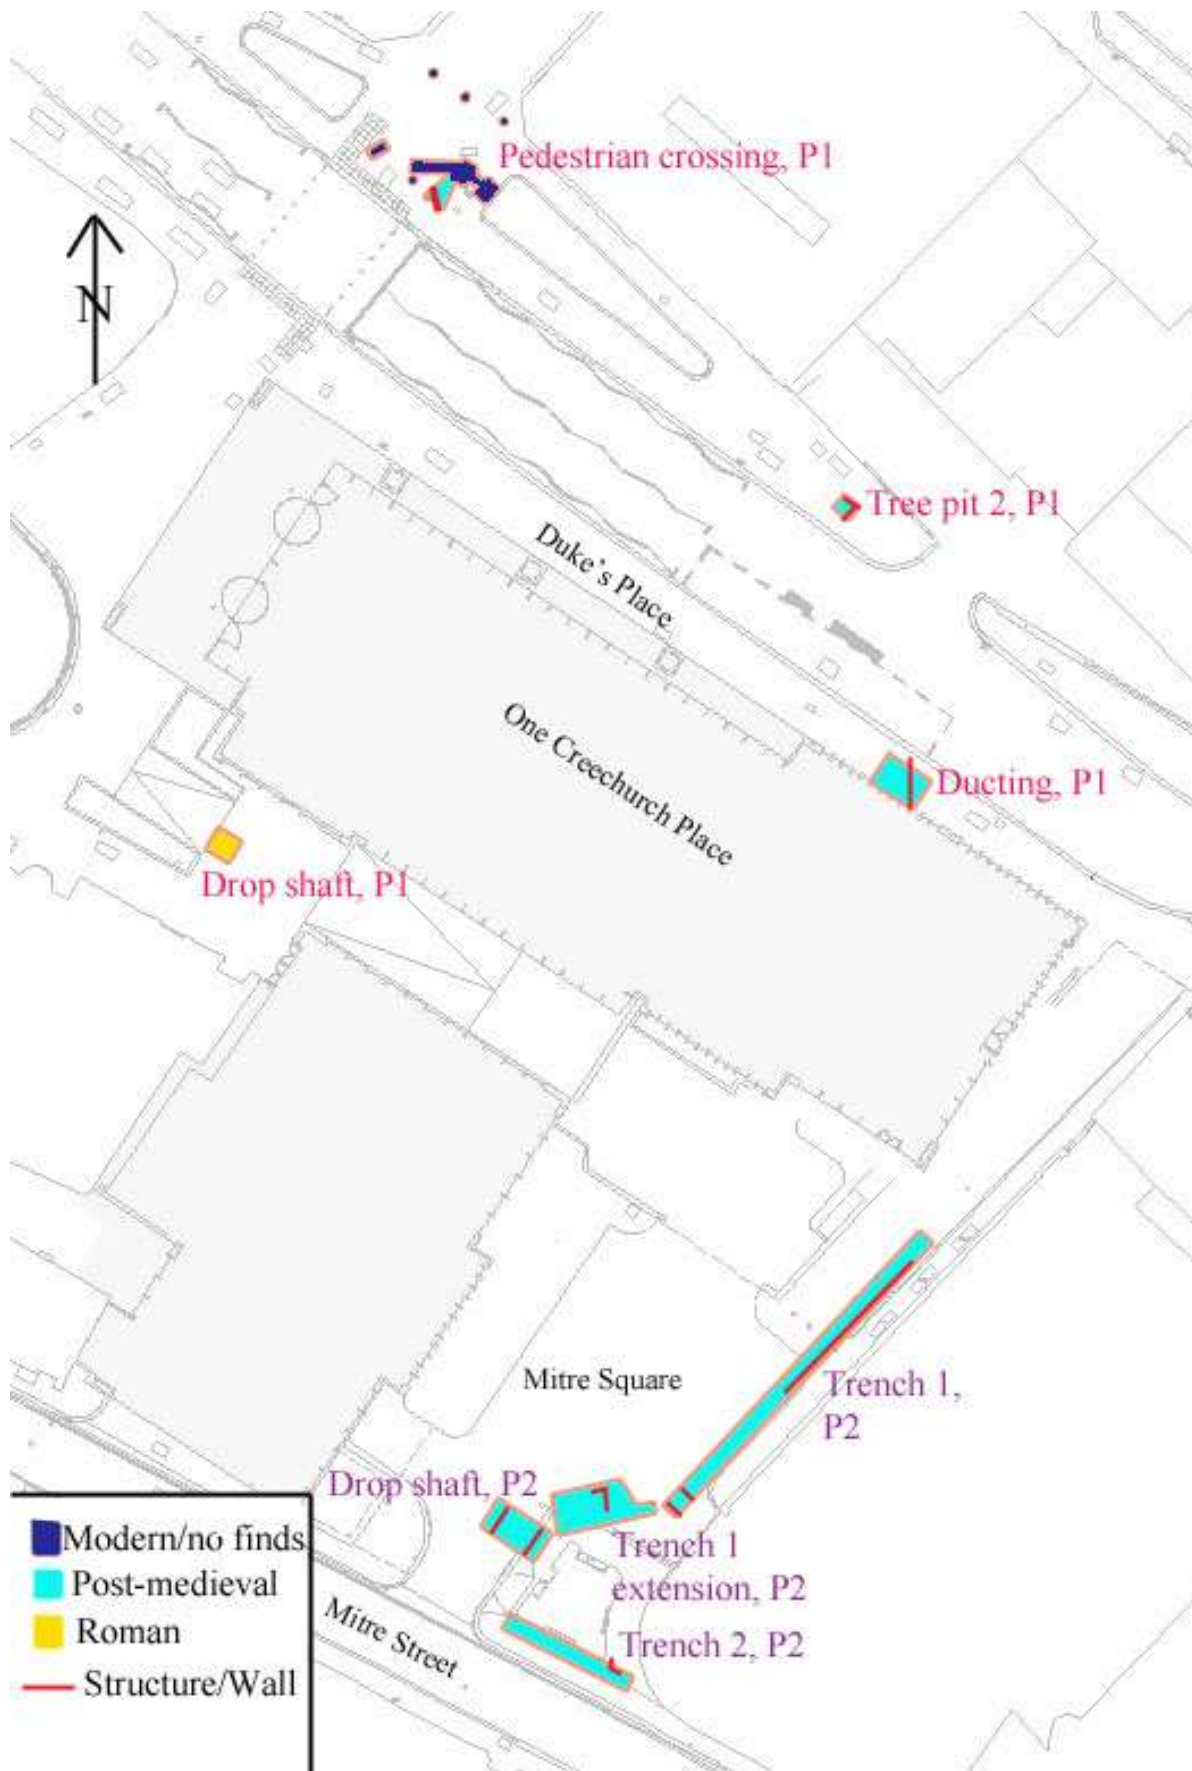 Pedestrian crossing, P1
N
Tree pit 2, P1
Duke's Place
One Creechurch Place
Ducting, P1
Drop shaft, P1
Mitre Square
Trench 1,
P2
Drop shaft, P2
Trench 1
extension, P2
Trench 2, P2
Mitre Street
Modern/no finds
Post-medieval
Roman
Structure/Wall